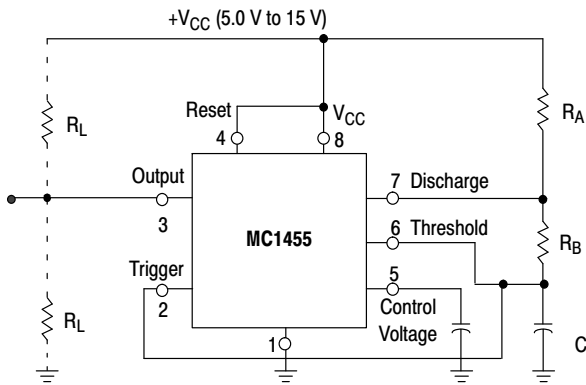 +VCC (5.0 V to 15 V)
Reset
VCC
RL
RA
4
8
Output
7 Discharge
3
6 Threshold
MC1455
RB
Trigger
5
2
Control
Voltage
RL
1
C